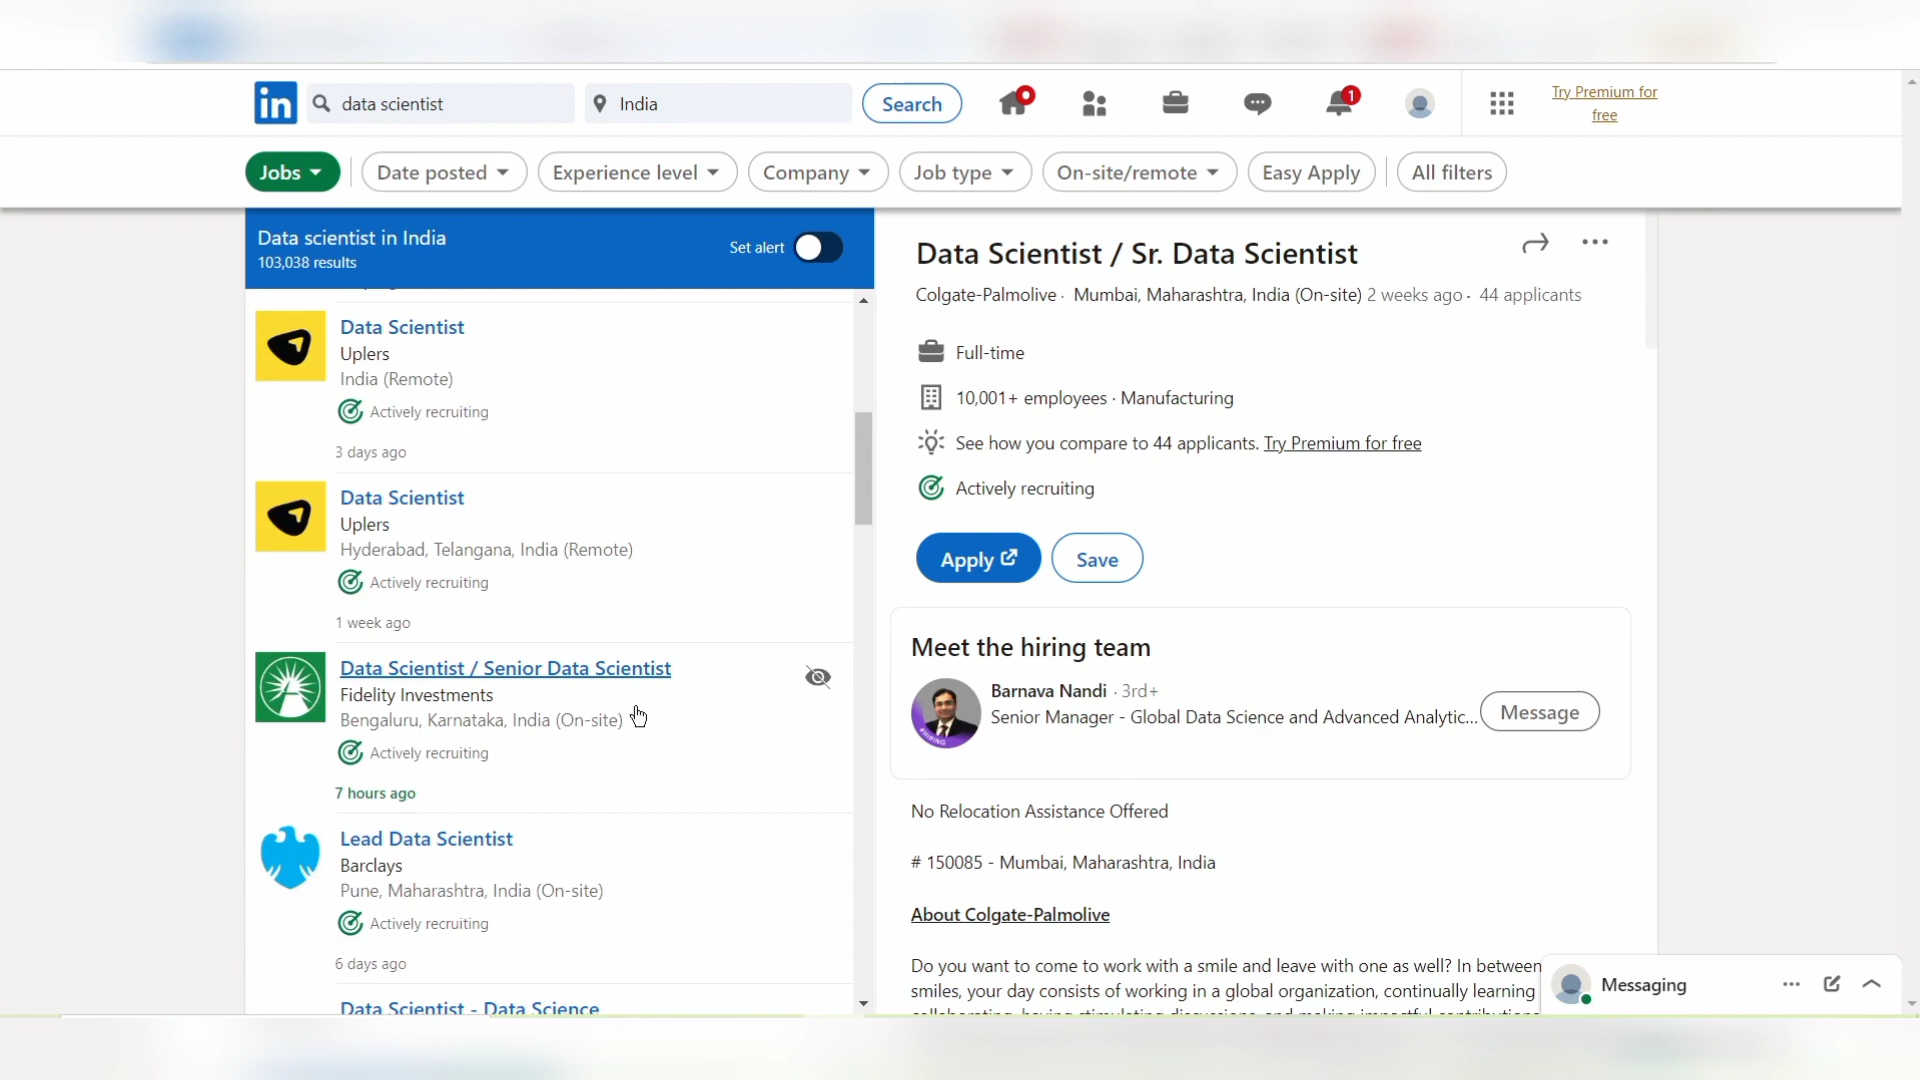 in
data scientist
India
Search
1
Try Premium for
free
Jobs
Date posted
Experience level
Company
Job type
On-site/remote
Easy Apply
All filters
Data scientist in India
103,038 results
Set alert
Data Scientist
Uplers
India (Remote)
Actively recruiting
3 days ago
Data Scientist
Uplers
Hyderabad, Telangana, India (Remote)
Actively recruiting
1 week ago
Data Scientist / Senior Data Scientist
Fidelity Investments
Bengaluru, Karnataka, India (On-site)
Actively recruiting
7 hours ago
Lead Data Scientist
Barclays
Pune, Maharashtra, India (On-site)
Actively recruiting
6 days ago
Data Scientist - Data Science
Data Scientist / Sr. Data Scientist
Colgate-Palmolive · Mumbai, Maharashtra, India (On-site) 2 weeks ago · 44 applicants
Full-time
10,001+ employees · Manufacturing
See how you compare to 44 applicants. Try Premium for free
Actively recruiting
Apply
Save
Meet the hiring team
#HIRING
Barnava Nandi · 3rd+
Senior Manager - Global Data Science and Advanced Analytic...
Message
No Relocation Assistance Offered
# 150085 - Mumbai, Maharashtra, India
About Colgate-Palmolive
Do you want to come to work with a smile and leave with one as well? In between
smiles, your day consists of working in a global organization, continually learning
Messaging